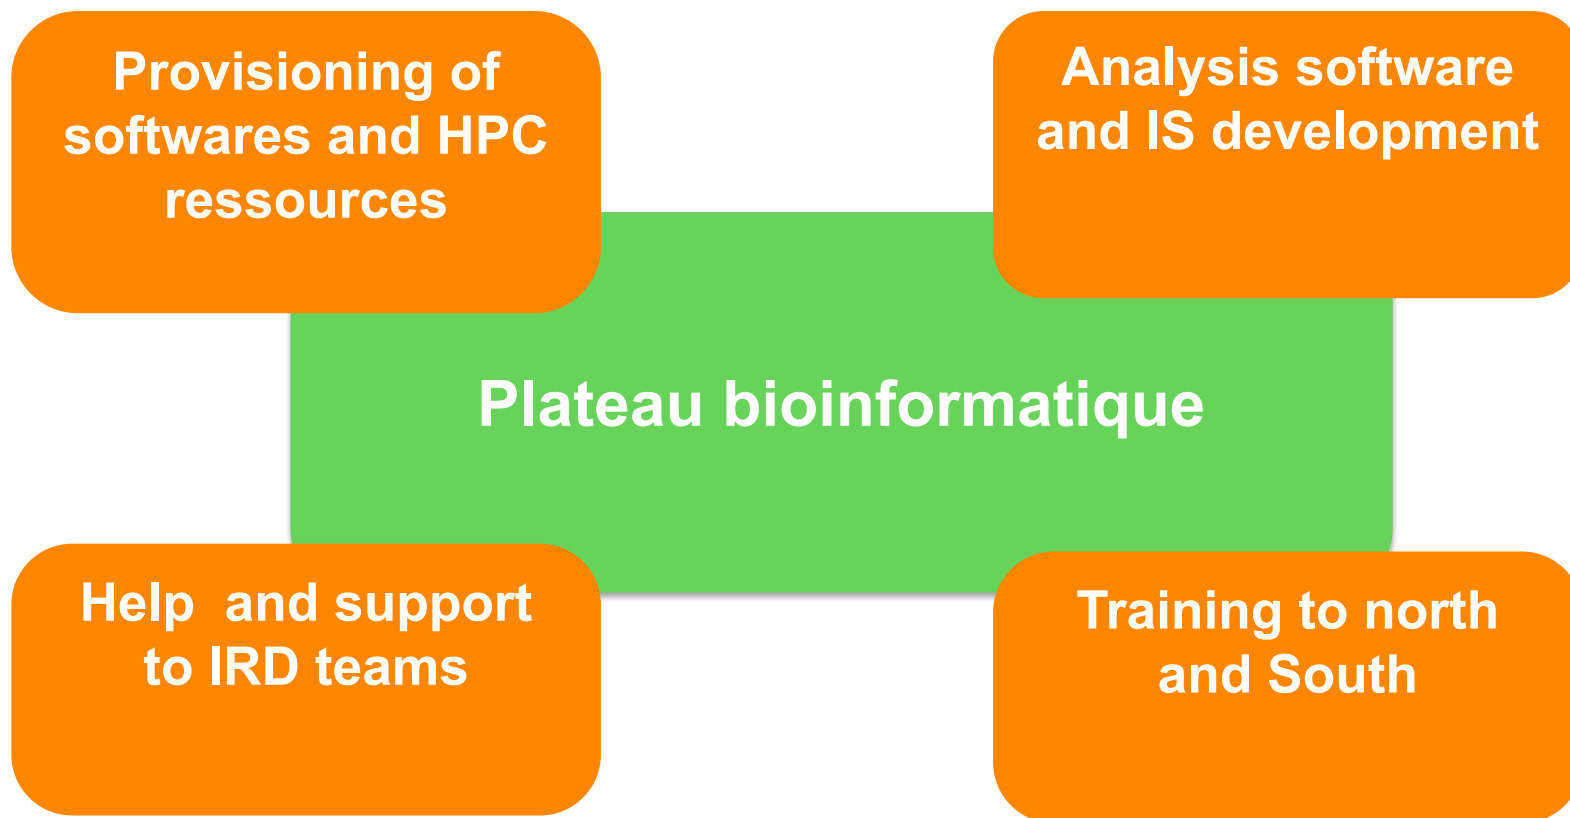 Provisioning of
softwares and HPC
ressources
Analysis software
and IS development
Plateau bioinformatique
Help  and support
to IRD teams
Training to north
and South